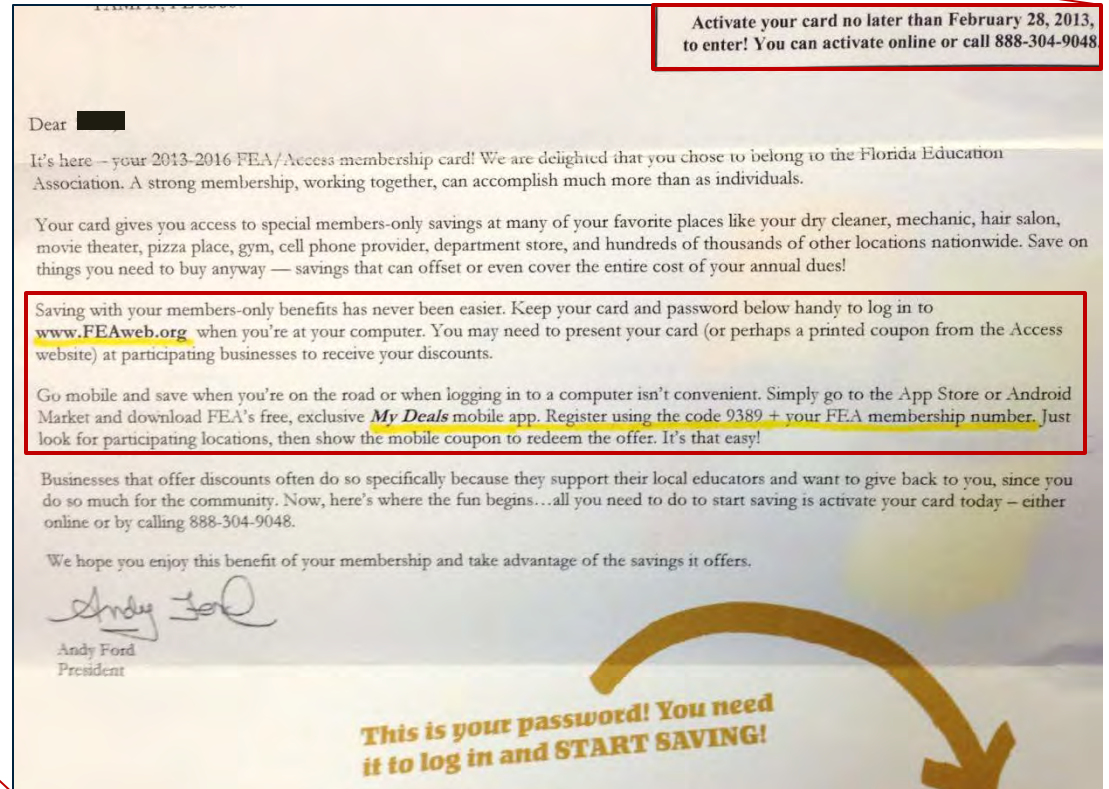 Activate your card no later than February 28, 2013,
to enter! You can activate online or call 888-304-9048.
Dear
It's here – your 2013-2016 FEA/Access membership card! We are delighted that you chose to belong to the Florida Education
Association. A strong membership, working together, can accomplish much more than as individuals.
Your card gives you access to special members-only savings at many of your favorite places like your dry cleaner, mechanic, hair salon,
movie theater, pizza place, gym, cell phone provider, department store, and hundreds of thousands of other locations nationwide. Save on
things you need to buy anyway — savings that can offset or even cover the entire cost of your annual dues!
Saving with your members-only benefits has never been easier. Keep your card and password below handy to log in to
www.FEAweb.org when you're at your computer. You may need to present your card (or perhaps a printed coupon from the Access
website) at participating businesses to receive your discounts.
Go mobile and save when you're on the road or when logging in to a computer isn't convenient. Simply go to the App Store or Android
Market and download FEA's free, exclusive My Deals mobile app. Register using the code 9389 + your FEA membership number. Just
look for participating locations, then show the mobile coupon to redeem the offer. It's that easy!
Businesses that offer discounts often do so specifically because they support their local educators and want to give back to you, since you
do so much for the community. Now, here's where the fun begins…all you need to do to start saving is activate your card today – either
online or by calling 888-304-9048.
We hope you enjoy this benefit of your membership and take advantage of the savings it offers.
Andy Ford
Andy Ford
President
This is your password! You need
it to log in and START SAVING!